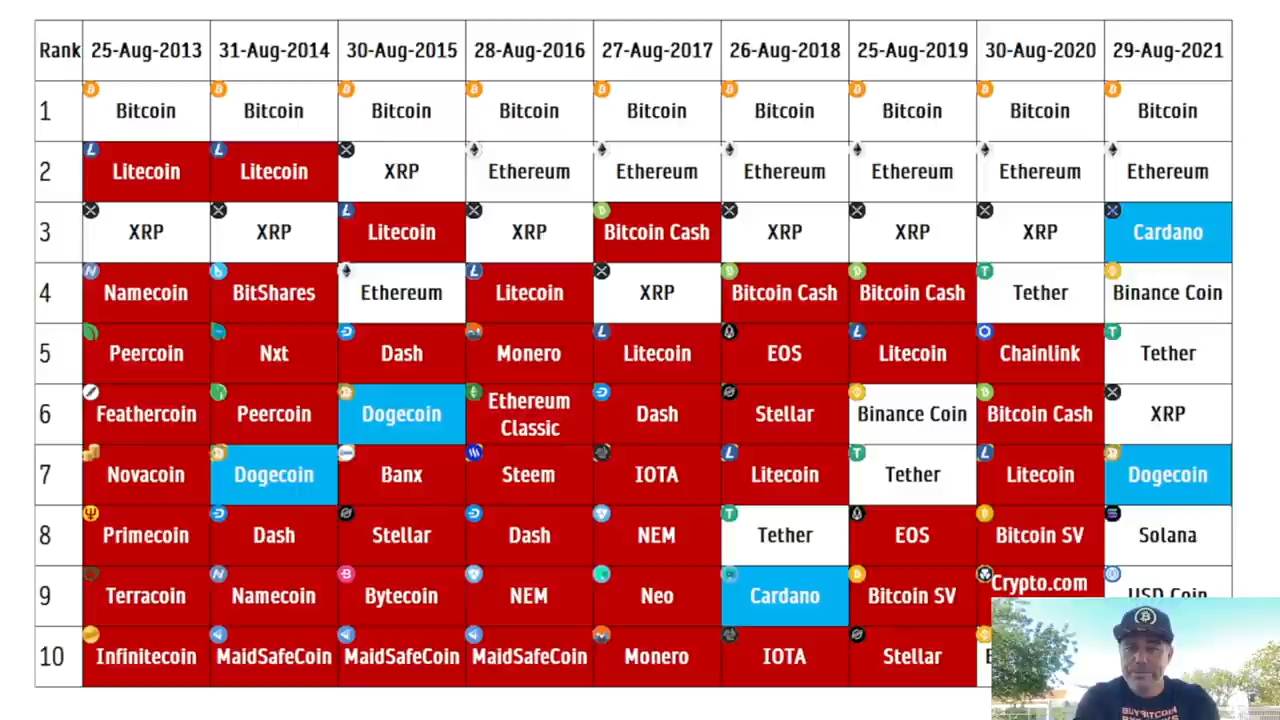 Rank 25-Aug-2013 31-Aug-2014 30-Aug-2015 28-Aug-2016 27-Aug-2017 26-Aug-2018 25-Aug-2019 30-Aug-2020 29-Aug-2021
1 Bitcoin Bitcoin Bitcoin Bitcoin Bitcoin Bitcoin Bitcoin Bitcoin Bitcoin
2 Litecoin Litecoin XRP Ethereum Ethereum Ethereum Ethereum Ethereum Ethereum
3 XRP XRP Litecoin XRP Bitcoin Cash XRP XRP XRP Cardano
4 Namecoin BitShares Ethereum Litecoin XRP Bitcoin Cash Bitcoin Cash Tether Binance Coin
5 Peercoin Nxt Dash Monero Litecoin EOS Litecoin Chainlink Tether
6 Feathercoin Peercoin Dogecoin Ethereum Classic Dash Stellar Binance Coin Bitcoin Cash XRP
7 Novacoin Dogecoin Banx Steem IOTA Litecoin Tether Litecoin Dogecoin
8 Primecoin Dash Stellar Dash NEM Tether EOS Bitcoin SV Solana
9 Terracoin Namecoin Bytecoin NEM Neo Cardano Bitcoin SV Crypto.com USD Coin
10 Infinitecoin MaidSafeCoin MaidSafeCoin MaidSafeCoin Monero IOTA Stellar
BUY BITCOIN